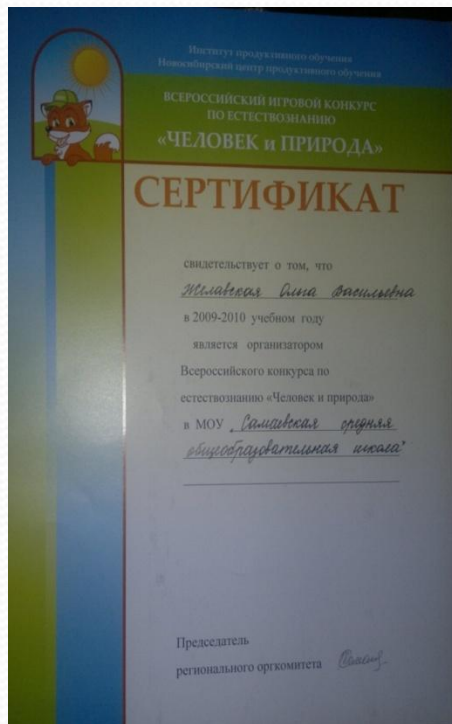 Институт продуктивного обучения
Новосибирский центр продуктивного обучения
ВСЕРОССИЙСКИЙ ИГРОВОЙ КОНКУРС
ПО ЕСТЕСТВОЗНАНИЮ
«ЧЕЛОВЕК и ПРИРОДА»
СЕРТИФИКАТ
свидетельствует о том, что
Желавская Ольга Васильевна
в 2009-2010 учебном году
является организатором
Всероссийского конкурса по
естествознанию «Человек и природа»
в МОУ „Самаевская средняя
общеобразовательная школа"
Председатель
регионального оргкомитета